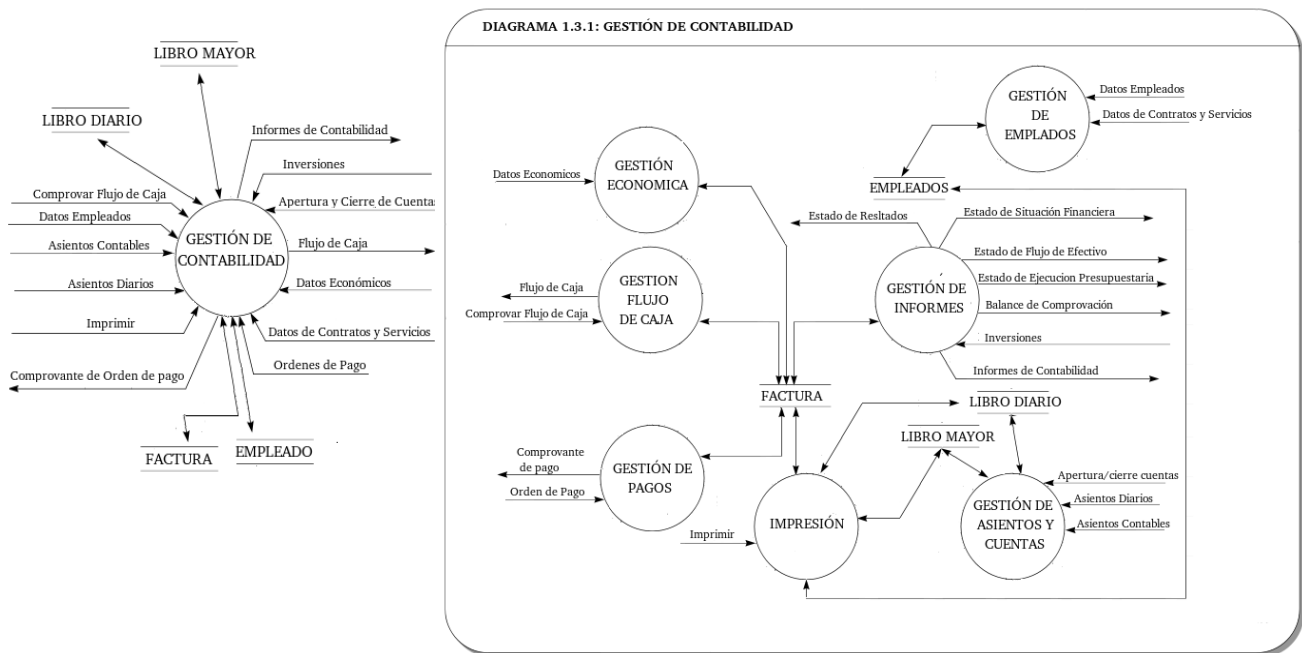 LIBRO MAYOR
LIBRO DIARIO
Informes de Contabilidad
Inversiones
Comprovar Flujo de Caja
Apertura y Cierre de Cuentas
Datos Empleados
GESTIÓN DE
CONTABILIDAD
Asientos Contables
Flujo de Caja
Asientos Diarios
Datos Económicos
Imprimir
Datos de Contratos y Servicios
Ordenes de Pago
Comprovante de Orden de pago
FACTURA
EMPLEADO
DIAGRAMA 1.3.1: GESTIÓN DE CONTABILIDAD
GESTIÓN
DE
EMPLADOS
Datos Empleados
Datos de Contratos y Servicios
GESTIÓN
ECONOMICA
Datos Economicos
EMPLEADOS
Estado de Resltados
Estado de Situación Financiera
Estado de Flujo de Efectivo
Estado de Ejecucion Presupuestaria
GESTIÓN DE
INFORMES
Balance de Comprovación
Inversiones
Informes de Contabilidad
GESTION
FLUJO
DE CAJA
Flujo de Caja
Comprovar Flujo de Caja
FACTURA
LIBRO DIARIO
LIBRO MAYOR
Comprovante
de pago
Orden de Pago
GESTIÓN DE
PAGOS
IMPRESIÓN
Imprimir
GESTIÓN DE
ASIENTOS Y
CUENTAS
Apertura/cierre cuentas
Asientos Diarios
Asientos Contables